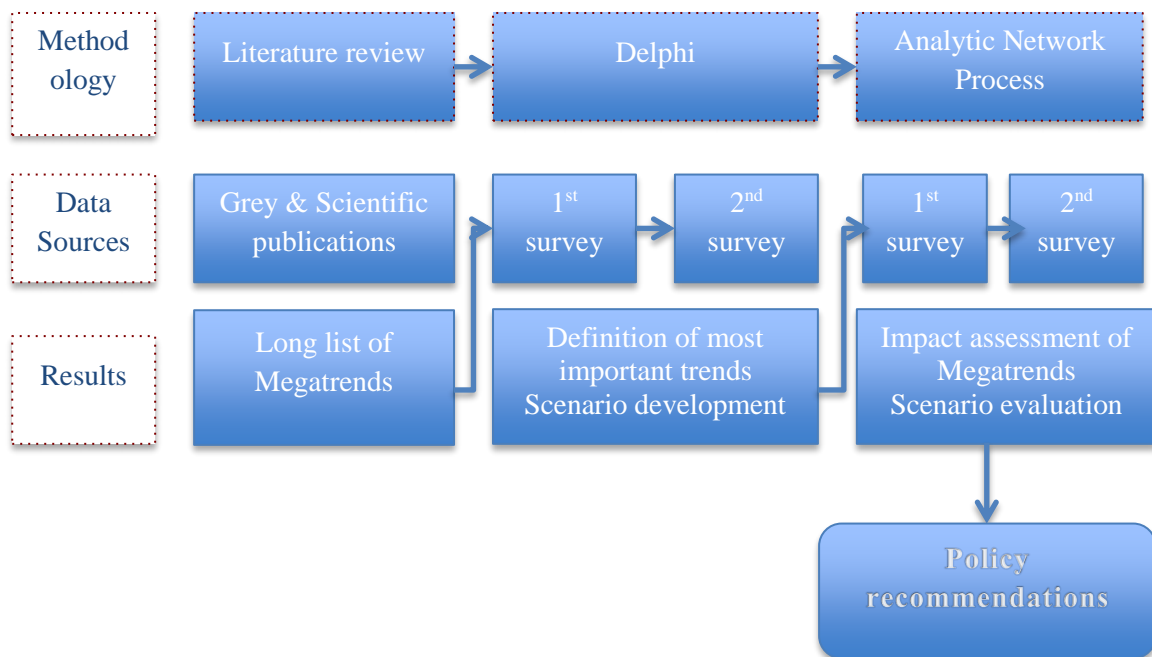 Method
ology
Literature review
Delphi
Analytic Network
Process
Data
Sources
Grey & Scientific
publications
1st
survey
2nd
survey
1st
survey
2nd
survey
Results
Long list of
Megatrends
Definition of most
important trends
Scenario development
Impact assessment of
Megatrends
Scenario evaluation
Policy
recommendations